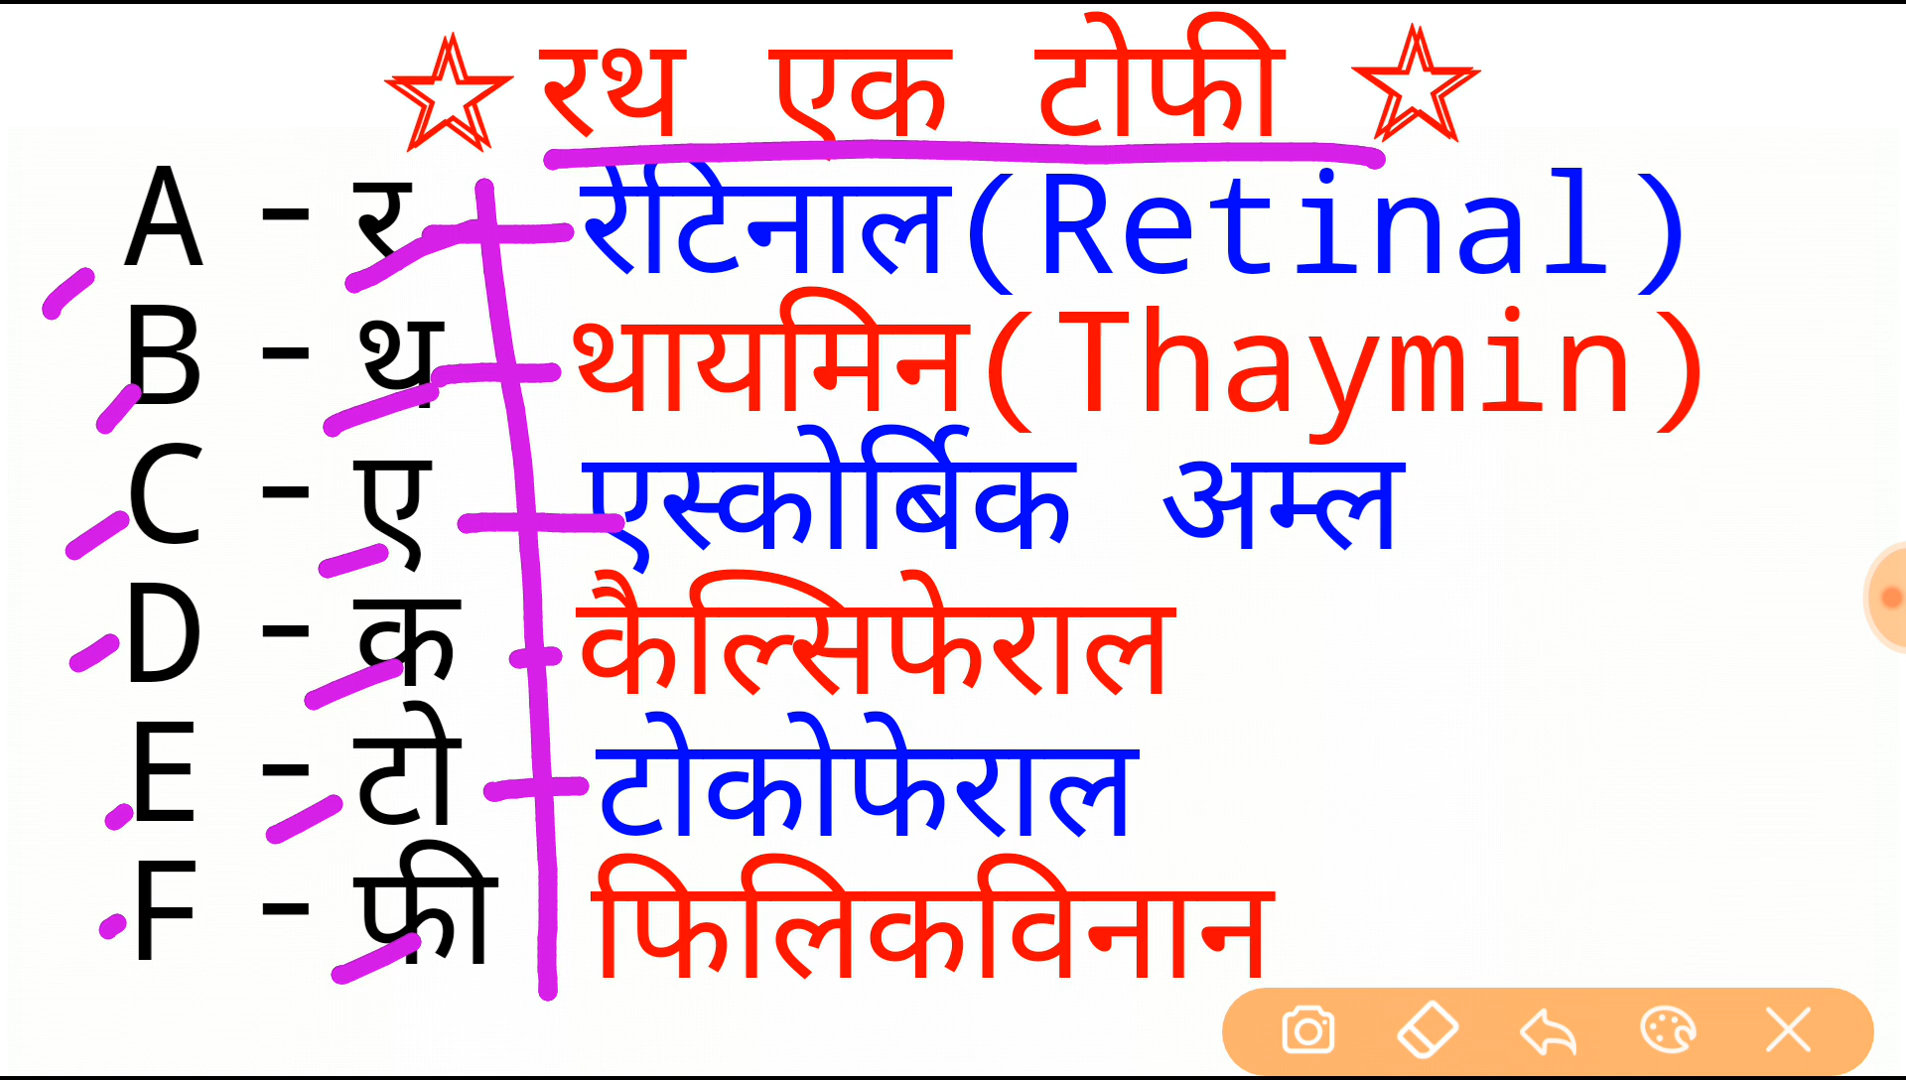 रथ एक टोफी
A - र रेटिनाल(Retinal)
B - थ थायमिन(Thaymin)
C - ए एस्कोर्बिक अम्ल
D - क कैल्सिफेराल
E - टो टोकोफेराल
F - फी फिलिकविनान